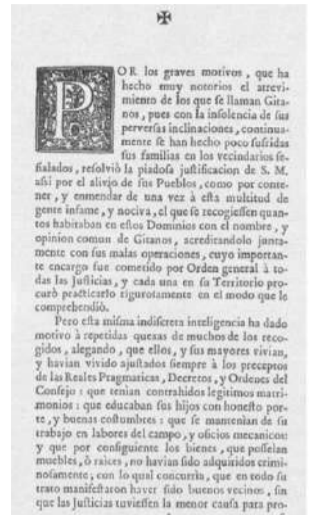 ✠
POR los graves motivos, que ha
hecho muy notorios el atrevi-
miento de los que ſe llaman Gita-
nos, pues con la inſolencia de ſus
perverſas inclinaciones, continua-
mente ſe han hecho poco ſufridas
ſus familias en los vecindarios ſe-
ñalados, reſolviò la piadoſa juſtificacion de S. M.
aſsi por el alivio de ſus Pueblos, como por conte-
ner, y enmendar de una vez à eſta multitud de
gente infame, y nociva, el que ſe recogieſſen quan-
tos habitaban en eſtos Dominios con el nombre, y
opinion comun de Gitanos, acreditandolo junta-
mente con ſus malas operaciones, cuyo importan-
te encargo fue cometido por Orden general à to-
das las Juſticias, y cada una en ſu Territorio pro-
curò practicarlo riguroſamente en el modo que le
comprehendiò.
Pero eſta miſma indiſcreta inteligencia ha dado
motivo à repetidas quexas de muchos de los reco-
gidos, alegando, que ellos, y ſus mayores vivian,
y havian vivido ajuſtados ſiempre à los preceptos
de las Reales Pragmaticas, Decretos, y Ordenes del
Conſejo: que tenian contrahidos legitimos matri-
monios: que educaban ſus hijos con honeſto por-
te, y buenas coſtumbres: que ſe mantenian de ſu
trabajo en labores del campo, y oficios mecanicos:
y que por conſiguiente los bienes, que poſſeìan
muebles, ò raìces, no havian ſido adquiridos crimi-
noſamente; con lo qual concurria, que en todo ſu
trato manifeſtaron haver ſido buenos vecinos, ſin
que las Juſticias tuvieſſen la menor cauſa para pro-